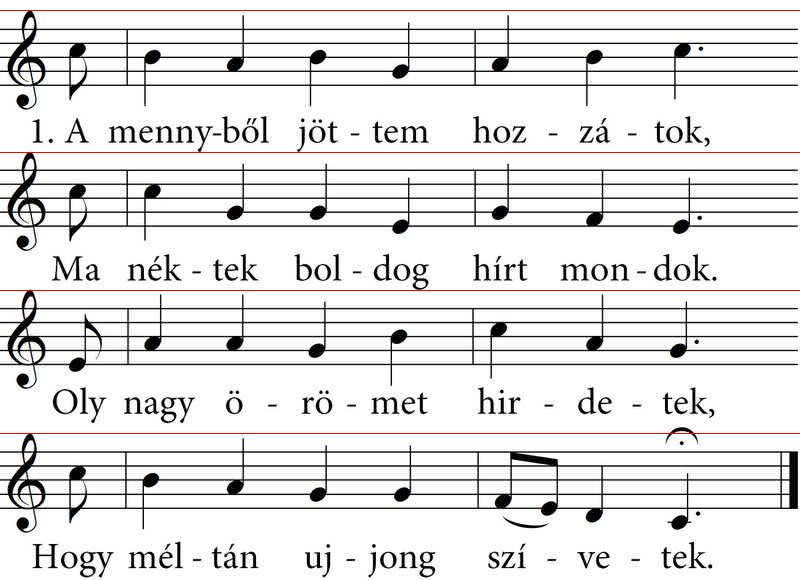 1. A menny-ből jöt - tem hoz - zá - tok,
Ma nék - tek bol - dog hírt mon - dok.
Oly nagy ö - rö - met hir - de - tek,
Hogy mél - tán uj - jong szí - ve - tek.